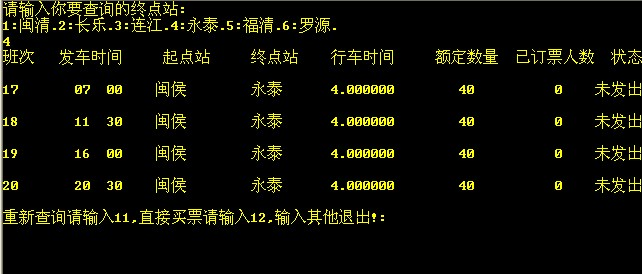 请输入你要查询的终点站:
1:闽清.2:长乐.3:连江.4:永泰.5:福清.6:罗源.
4
班次 发车时间 起点站 终点站 行车时间 额定数量 已订票人数 状态
17 07 00 闽侯 永泰 4.000000 40 0 未发出
18 11 30 闽侯 永泰 4.000000 40 0 未发出
19 16 00 闽侯 永泰 4.000000 40 0 未发出
20 20 30 闽侯 永泰 4.000000 40 0 未发出
重新查询请输入11,直接买票请输入12,输入其他退出!: